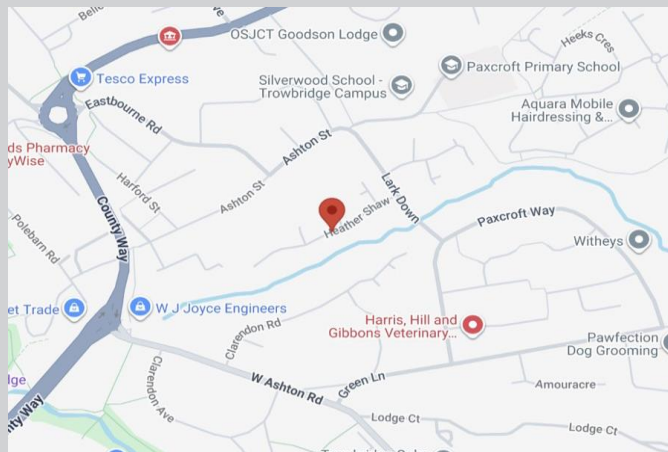 OSJCT Goodson Lodge
Heeks Cres
Tesco Express
Paxcroft Primary School
Silverwood School -
Trowbridge Campus
Eastbourne Rd
Aquara Mobile
Hairdressing &...
Ashton St
ds Pharmacy
yWise
Harford St
Lark Down
Ashton St
Heather Shaw
Paxcroft Way
County Way
Polebarn Rd
Witheys
et Trade
W J Joyce Engineers
Harris, Hill and
Gibbons Veterinary...
Clarendon Rd
Pawfection
Dog Grooming
dge
Clarendon Ave
W Ashton Rd
Green Ln
Amouracre
nty Way
Lodge Ct
Lodge Ct